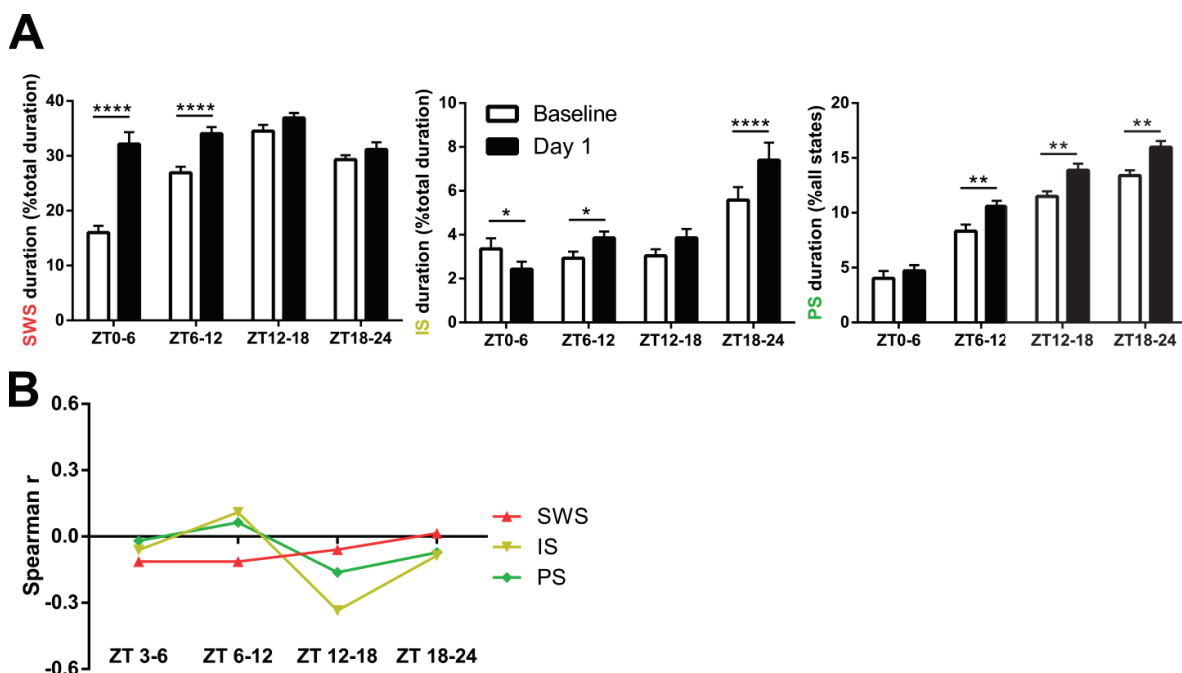 A
SWS duration (%total duration)
40
30
20
10
0
**** ****
ZT0-6 ZT6-12 ZT12-18 ZT18-24
IS duration (%total duration)
10
8
6
4
2
0
Baseline
Day 1
* * ****
ZT0-6 ZT6-12 ZT12-18 ZT18-24
PS duration (%all states)
20
15
10
5
0
** ** **
ZT0-6 ZT6-12 ZT12-18 ZT18-24
B
Spearman r
0.6
0.3
0.0
-0.3
-0.6
ZT 3-6 ZT 6-12 ZT 12-18 ZT 18-24
SWS
IS
PS